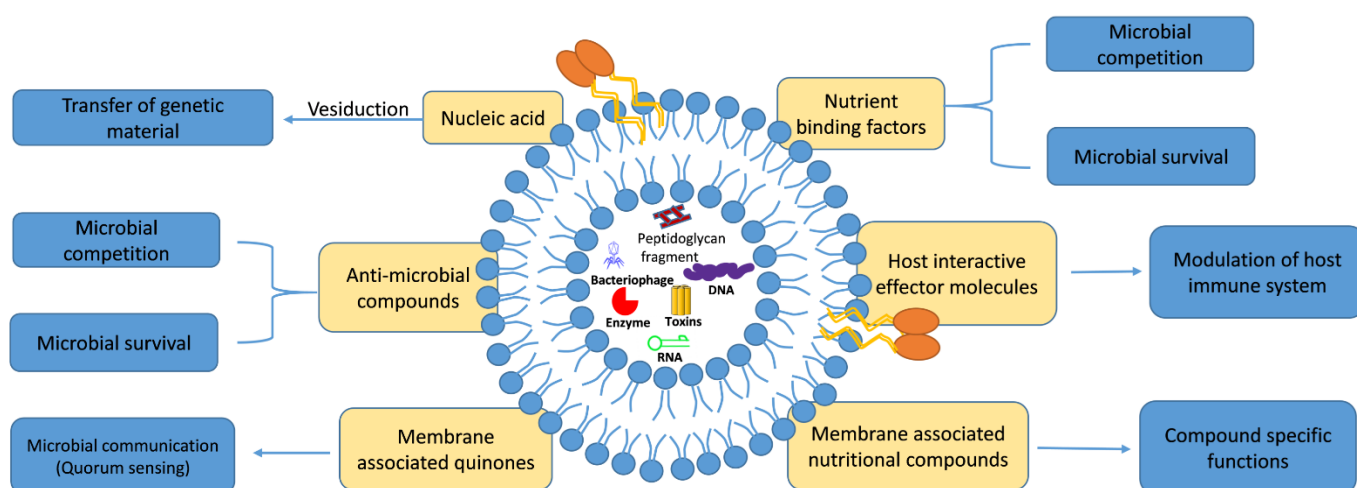 Transfer of genetic
material
Vesiduction
Nucleic acid
Microbial
competition
Microbial survival
Anti-microbial
compounds
Microbial communication
(Quorum sensing)
Membrane
associated quinones
Peptidoglycan
fragment
Bacteriophage
DNA
Enzyme
Toxins
RNA
Nutrient
binding factors
Microbial
competition
Microbial survival
Host interactive
effector molecules
Modulation of host
immune system
Membrane associated
nutritional compounds
Compound specific
functions